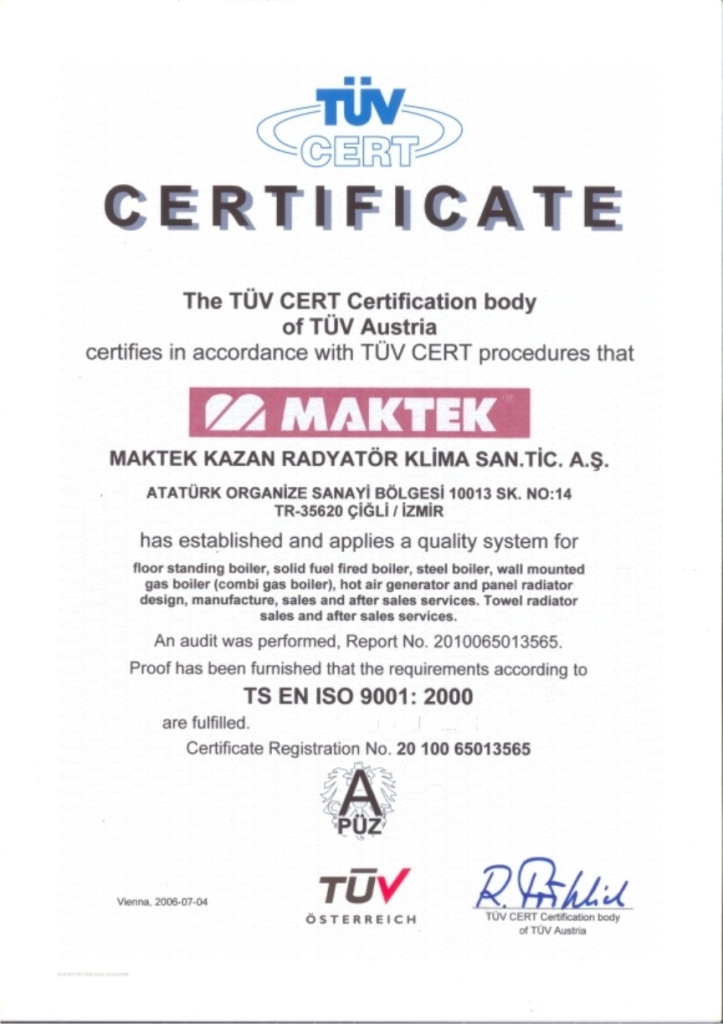 TÜV
CERT
CERTIFICATE
The TÜV CERT Certification body
of TÜV Austria
certifies in accordance with TÜV CERT procedures that
MAKTEK
MAKTEK KAZAN RADYATÖR KLİMA SAN.TİC. A.Ş.
ATATÜRK ORGANİZE SANAYİ BÖLGESİ 10013 SK. NO:14
TR-35620 ÇİĞLİ / İZMİR
has established and applies a quality system for
floor standing boiler, solid fuel fired boiler, steel boiler, wall mounted
gas boiler (combi gas boiler), hot air generator and panel radiator
design, manufacture, sales and after sales services. Towel radiator
sales and after sales services.
An audit was performed, Report No. 2010065013565.
Proof has been furnished that the requirements according to
TS EN ISO 9001: 2000
are fulfilled.
Certificate Registration No. 20 100 65013565
A
PÜZ
TÜV
ÖSTERREICH
Vienna, 2006-07-04
R. Fröhlich
TÜV CERT Certification body
of TÜV Austria